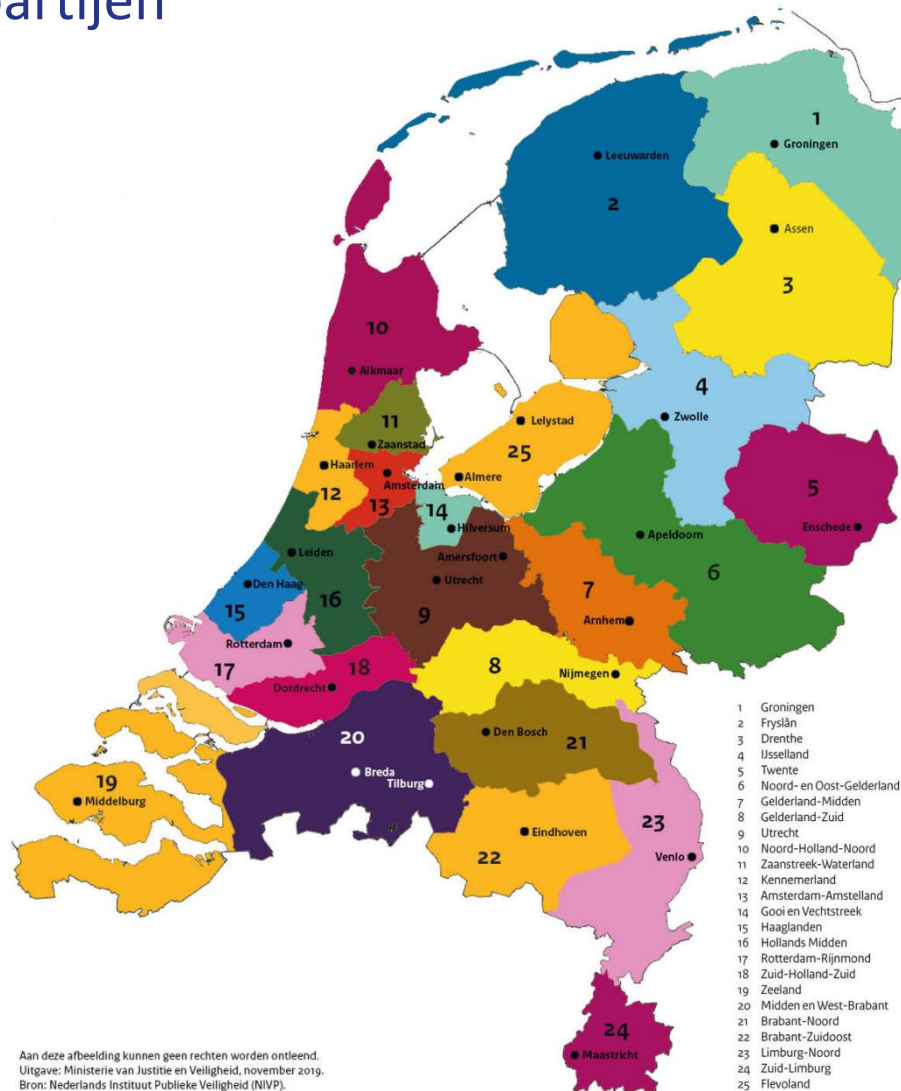 partijen
1
Groningen
Leeuwarden
2
Assen
3
10
Alkmaar
4
Zwolle
11
Zaanstad
Lelystad
25
Haarlem
12
Amsterdam
13
Almere
5
Enschede
14
Hilversum
Apeldoorn
6
Leiden
Amersfoort
Utrecht
9
7
Arnhem
Den Haag
15
16
Rotterdam
17
18
Dordrecht
8
Nijmegen
20
Den Bosch
21
Breda
Tilburg
19
Middelburg
Eindhoven
22
23
Venlo
24
Maastricht
1 Groningen
2 Fryslân
3 Drenthe
4 IJsselland
5 Twente
6 Noord- en Oost-Gelderland
7 Gelderland-Midden
8 Gelderland-Zuid
9 Utrecht
10 Noord-Holland-Noord
11 Zaanstreek-Waterland
12 Kennemerland
13 Amsterdam-Amstelland
14 Gooi en Vechtstreek
15 Haaglanden
16 Hollands Midden
17 Rotterdam-Rijnmond
18 Zuid-Holland-Zuid
19 Zeeland
20 Midden en West-Brabant
21 Brabant-Noord
22 Brabant-Zuidoost
23 Limburg-Noord
24 Zuid-Limburg
25 Flevoland
Aan deze afbeelding kunnen geen rechten worden ontleend.
Uitgave: Ministerie van Justitie en Veiligheid, november 2019.
Bron: Nederlands Instituut Publieke Veiligheid (NIVP).